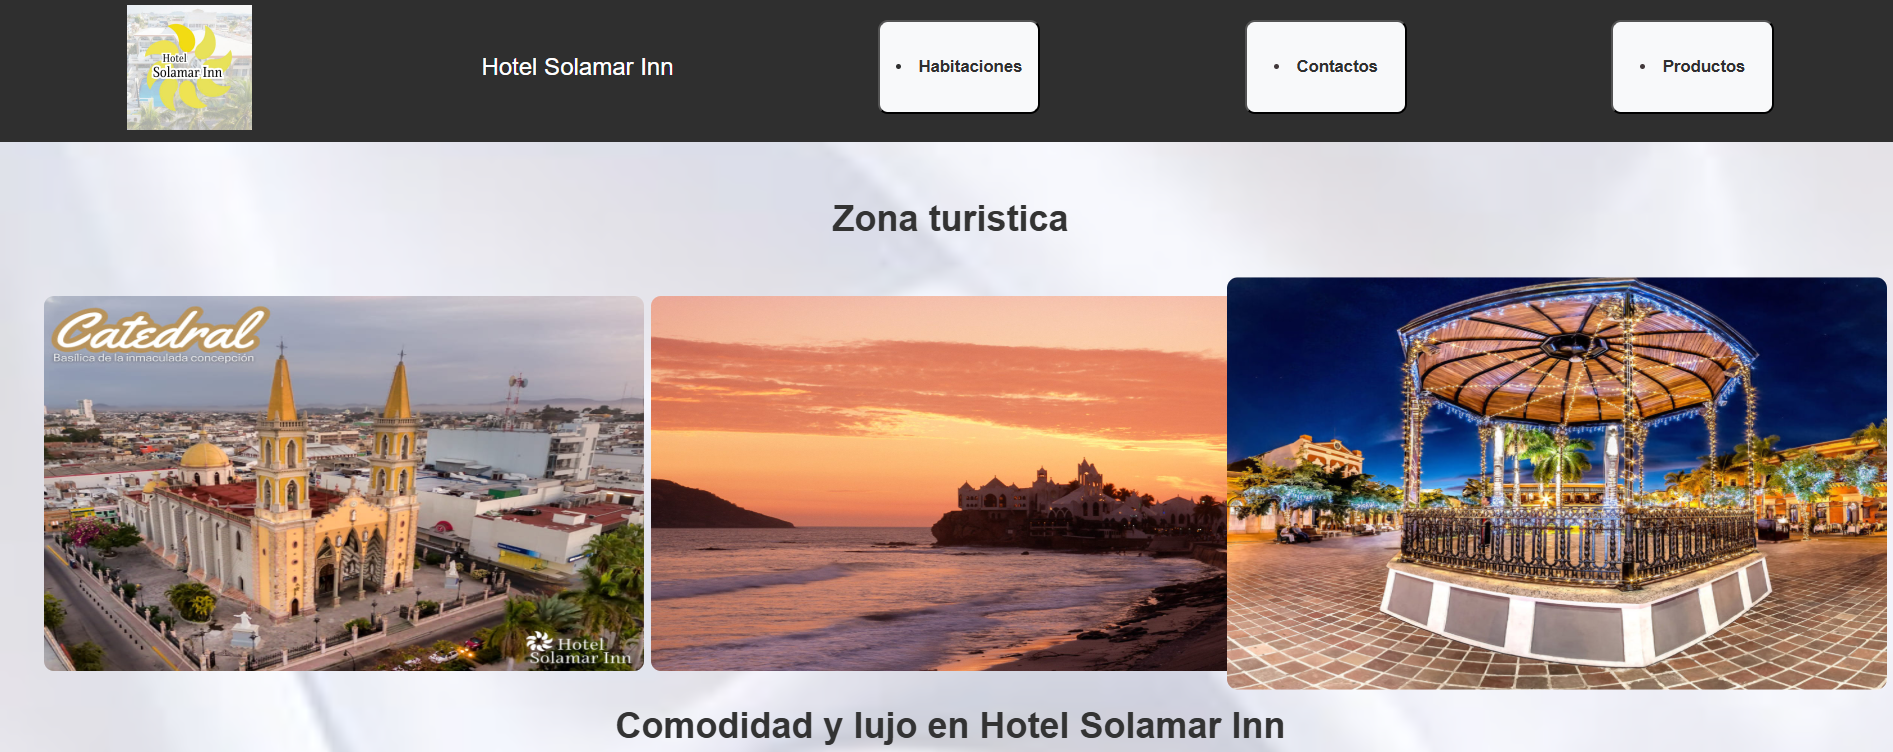 Hotel
Solamar Inn
Hotel Solamar Inn
Habitaciones
Contactos
Productos
Zona turistica
Catedral
Basílica de la inmaculada concepción
Hotel
Solamar Inn
Comodidad y lujo en Hotel Solamar Inn